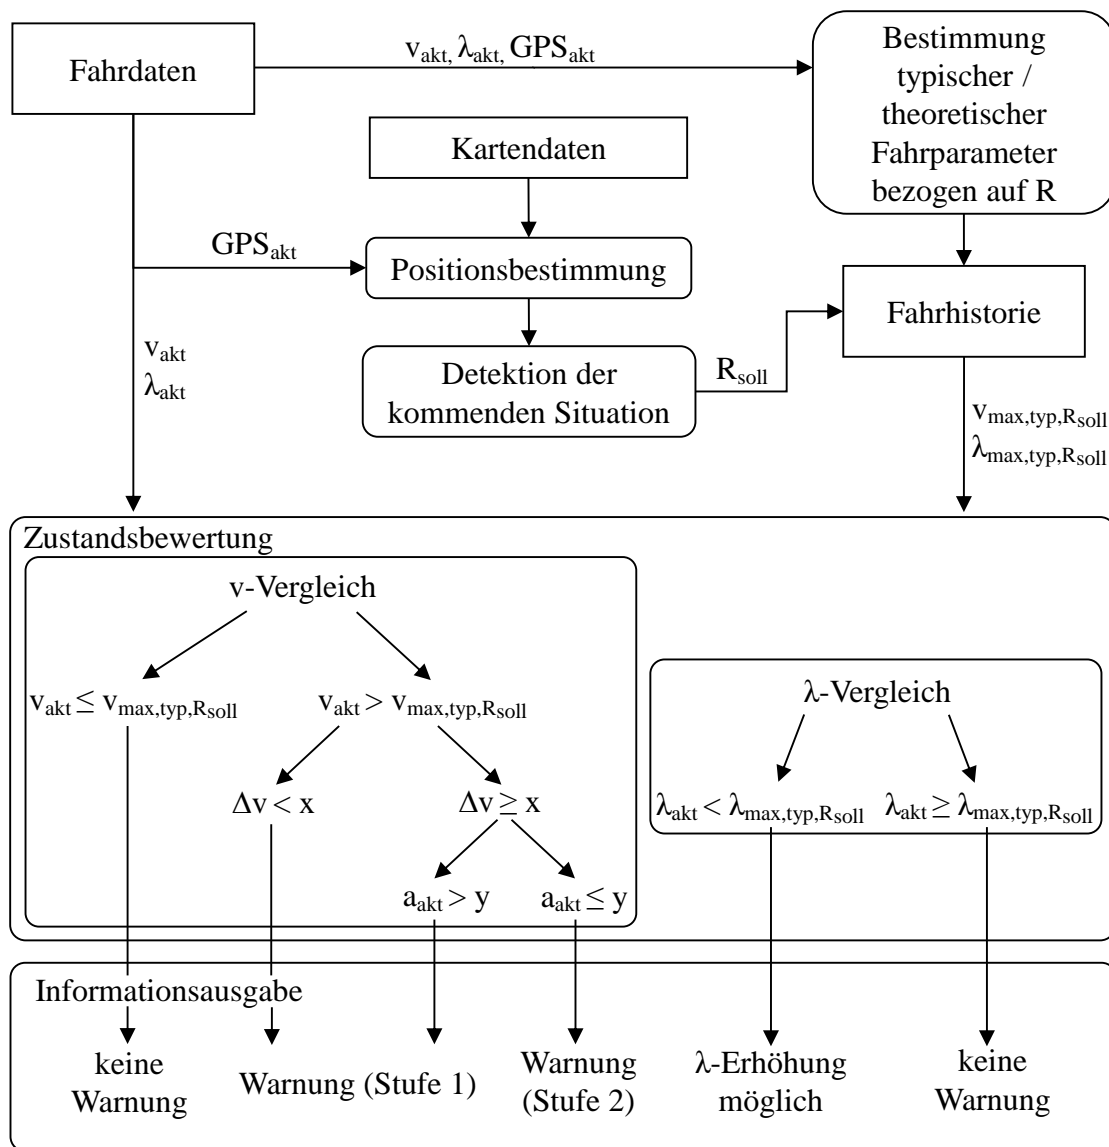 Fahrdaten
v_akt, λ_akt, GPS_akt
Bestimmung
typischer /
theoretischer
Fahrparameter
bezogen auf R
Kartendaten
GPS_akt
Positionsbestimmung
Fahrhistorie
v_akt
λ_akt
Detektion der
kommenden Situation
R_soll
v_max,typ,R_soll
λ_max,typ,R_soll
Zustandsbewertung
v-Vergleich
v_akt ≤ v_max,typ,R_soll
v_akt > v_max,typ,R_soll
λ-Vergleich
Δv < x
Δv ≥ x
λ_akt < λ_max,typ,R_soll
λ_akt ≥ λ_max,typ,R_soll
a_akt > y
a_akt ≤ y
Informationsausgabe
keine
Warnung
Warnung (Stufe 1)
Warnung
(Stufe 2)
λ-Erhöhung
möglich
keine
Warnung